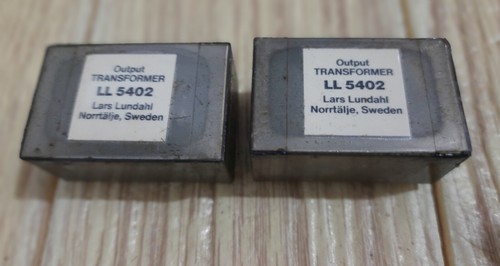 Output
TRANSFORMER
LL 5402
Lars Lundahl
Norrtälje, Sweden
Output
TRANSFORMER
LL 5402
Lars Lundahl
Norrtälje, Sweden